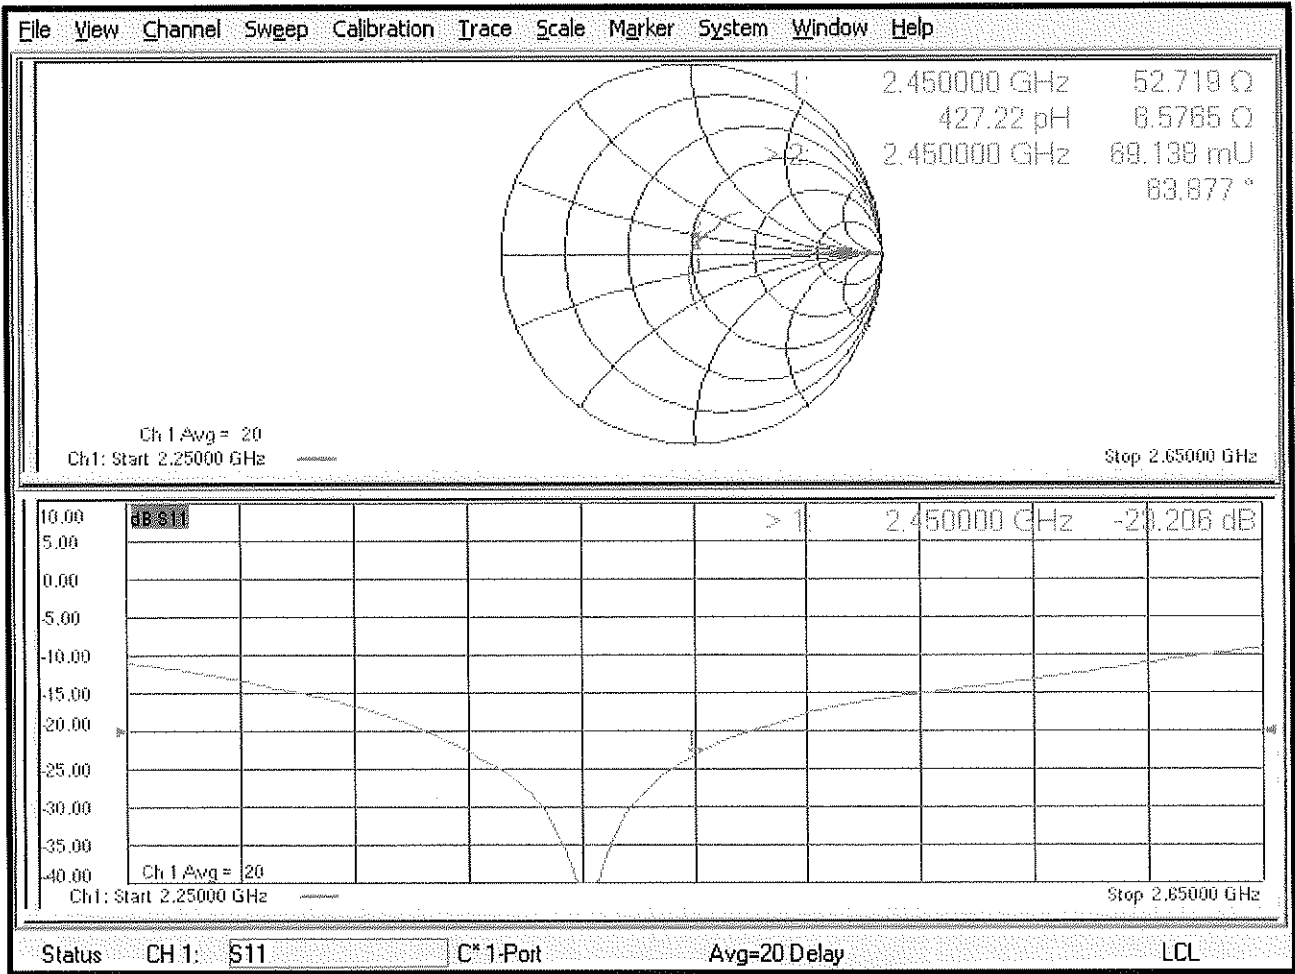 File View Channel Sweep Calibration Trace Scale Marker System Window Help
1: 2.450000 GHz 52.719 Ω
427.22 pH 6.5765 Ω
> 2: 2.450000 GHz 69.138 mU
63.877 °
Ch 1 Avg = 20
Ch1: Start 2.25000 GHz
Stop 2.65000 GHz
10.00
dB S11
> 1: 2.450000 GHz -23.206 dB
5.00
0.00
-5.00
-10.00
-15.00
-20.00
-25.00
-30.00
-35.00
-40.00
Ch 1 Avg = 20
Ch1: Start 2.25000 GHz
Stop 2.65000 GHz
Status CH 1: S11 C* 1-Port Avg=20 Delay LCL